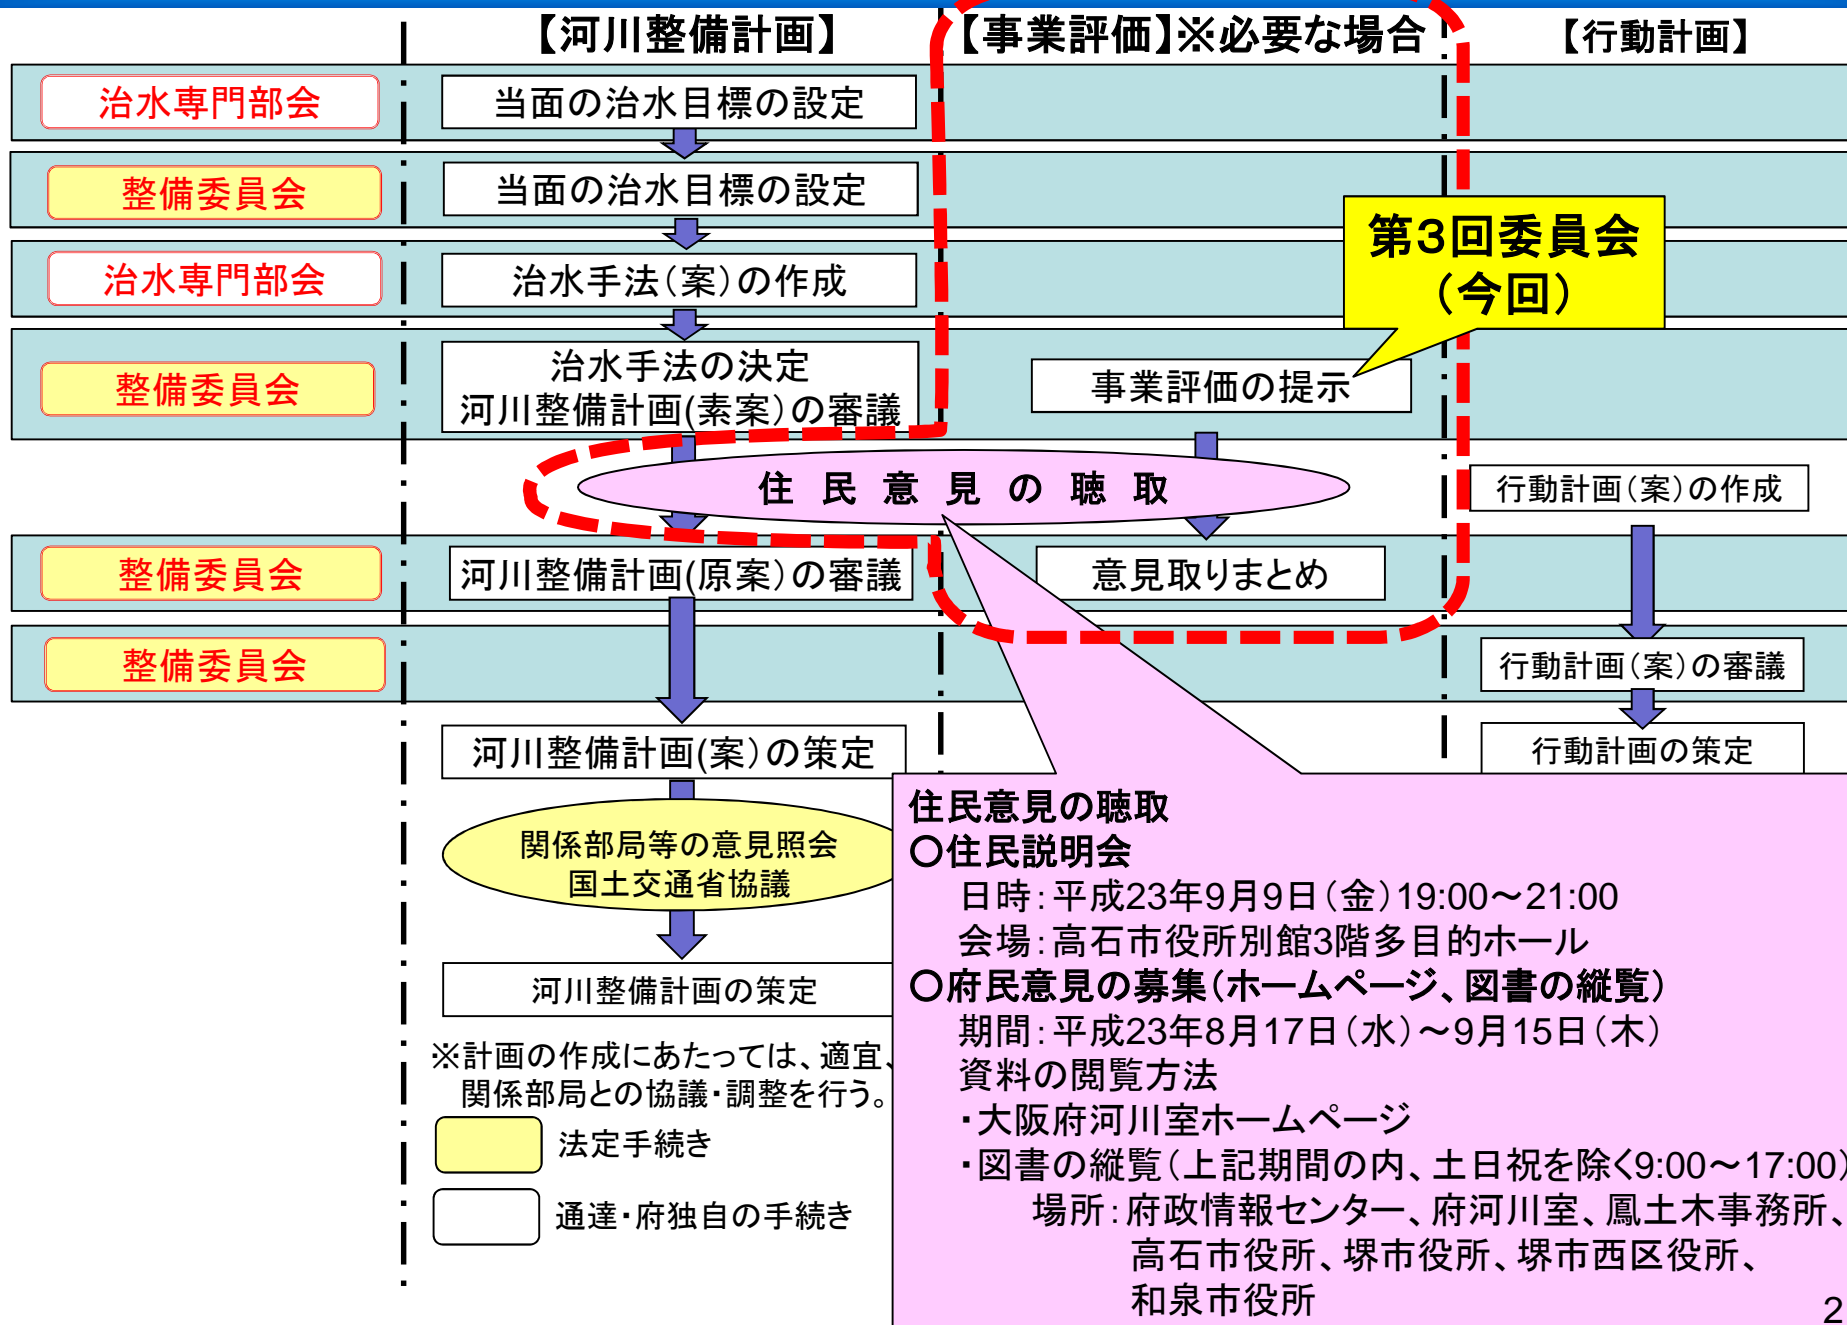 【河川整備計画】
【事業評価】※必要な場合
【行動計画】
治水専門部会
当面の治水目標の設定
整備委員会
当面の治水目標の設定
第３回委員会
（今回）
治水専門部会
治水手法（案）の作成
整備委員会
治水手法の決定
河川整備計画(素案）の審議
事業評価の提示
住民意見の聴取
行動計画（案）の作成
整備委員会
河川整備計画(原案）の審議
意見取りまとめ
整備委員会
行動計画（案）の審議
河川整備計画(案）の策定
行動計画の策定
関係部局等の意見照会
国土交通省協議
河川整備計画の策定
※計画の作成にあたっては、適宜、
関係部局との協議・調整を行う。
法定手続き
通達・府独自の手続き
住民意見の聴取
〇住民説明会
日時：平成23年9月9日（金）19:00～21:00
会場：高石市役所別館3階多目的ホール
〇府民意見の募集（ホームページ、図書の縦覧）
期間：平成23年8月17日（水）～9月15日（木）
資料の閲覧方法
・大阪府河川室ホームページ
・図書の縦覧（上記期間の内、土日祝を除く9:00～17:00）
場所：府政情報センター、府河川室、鳳土木事務所、
高石市役所、堺市役所、堺市西区役所、
和泉市役所
2